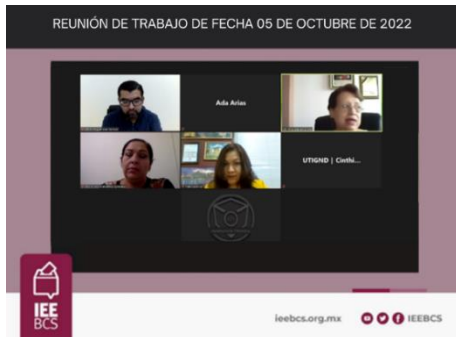 REUNIÓN DE TRABAJO DE FECHA 05 DE OCTUBRE DE 2022
Ada Arias
UTIGND | Cinthi...
IEE
BCS
ieebcs.org.mx
IEEBCS